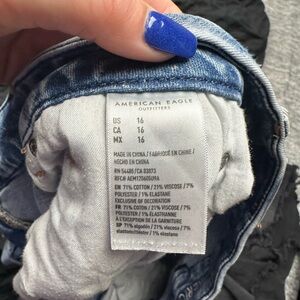 AMERICAN EAGLE
OUTFITTERS
US 16
CA 16
MX 16
MADE IN CHINA / FABRIQUÉ EN CHINE /
HECHO EN CHINA
RN 54485/CA 03873
EN 71% COTTON / 21% VISCOSE / 7%
POLYESTER / 1% ELASTANE
EXCLUSIVE OF DECORATION
FR 71% COTON / 21% VISCOSE / 7%
POLYESTER / 1% ÉLASTHANNE
À L'EXCEPTION DE LA GARNITURE
SP 71% algodón / 21% viscosa / 7%
/ 1% elastano